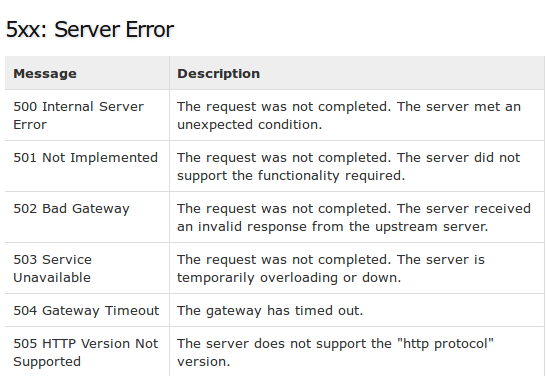 5xx: Server Error
Message Description
500 Internal Server The request was not completed. The server met an
Error unexpected condition.
501 Not Implemented The request was not completed. The server did not
support the functionality required.
502 Bad Gateway The request was not completed. The server received
an invalid response from the upstream server.
503 Service The request was not completed. The server is
Unavailable temporarily overloading or down.
504 Gateway Timeout The gateway has timed out.
505 HTTP Version Not The server does not support the "http protocol"
Supported version.